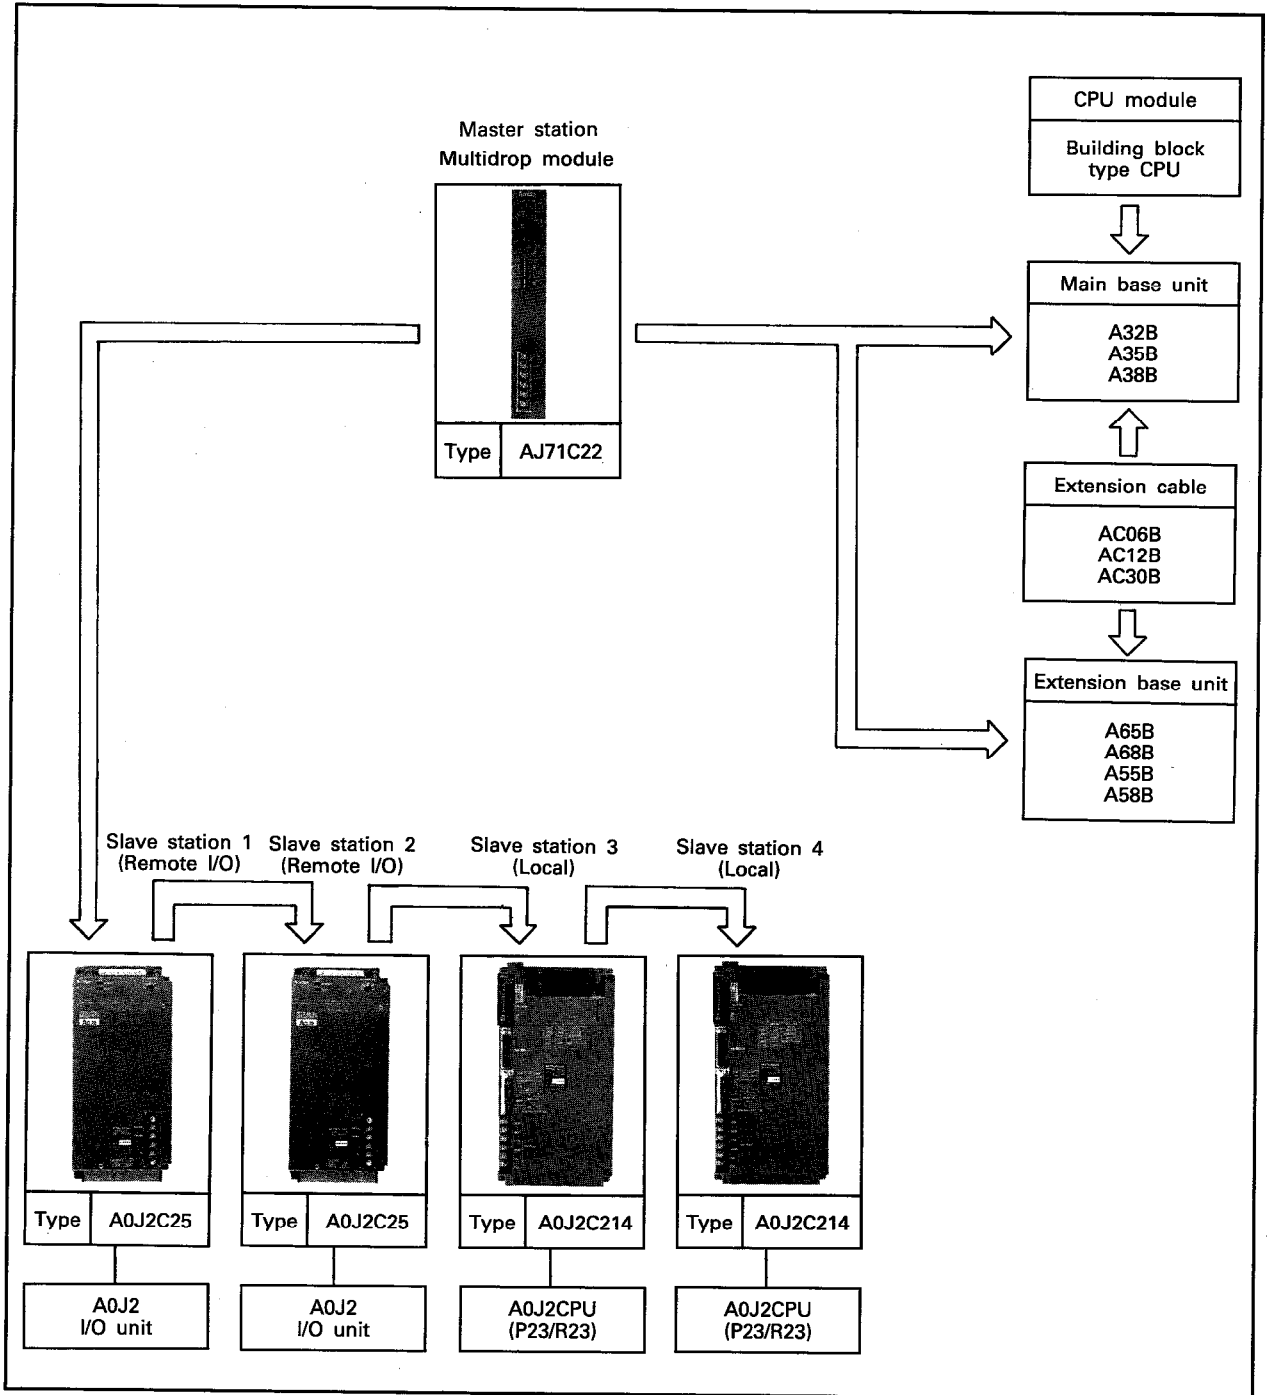 CPU module
Building block
type CPU
Master station
Multidrop module
Type AJ71C22
Main base unit
A32B
A35B
A38B
Extension cable
AC06B
AC12B
AC30B
Extension base unit
A65B
A68B
A55B
A58B
Slave station 1
(Remote I/O)
Slave station 2
(Remote I/O)
Slave station 3
(Local)
Slave station 4
(Local)
Type A0J2C25
Type A0J2C25
Type A0J2C214
Type A0J2C214
A0J2
I/O unit
A0J2
I/O unit
A0J2CPU
(P23/R23)
A0J2CPU
(P23/R23)